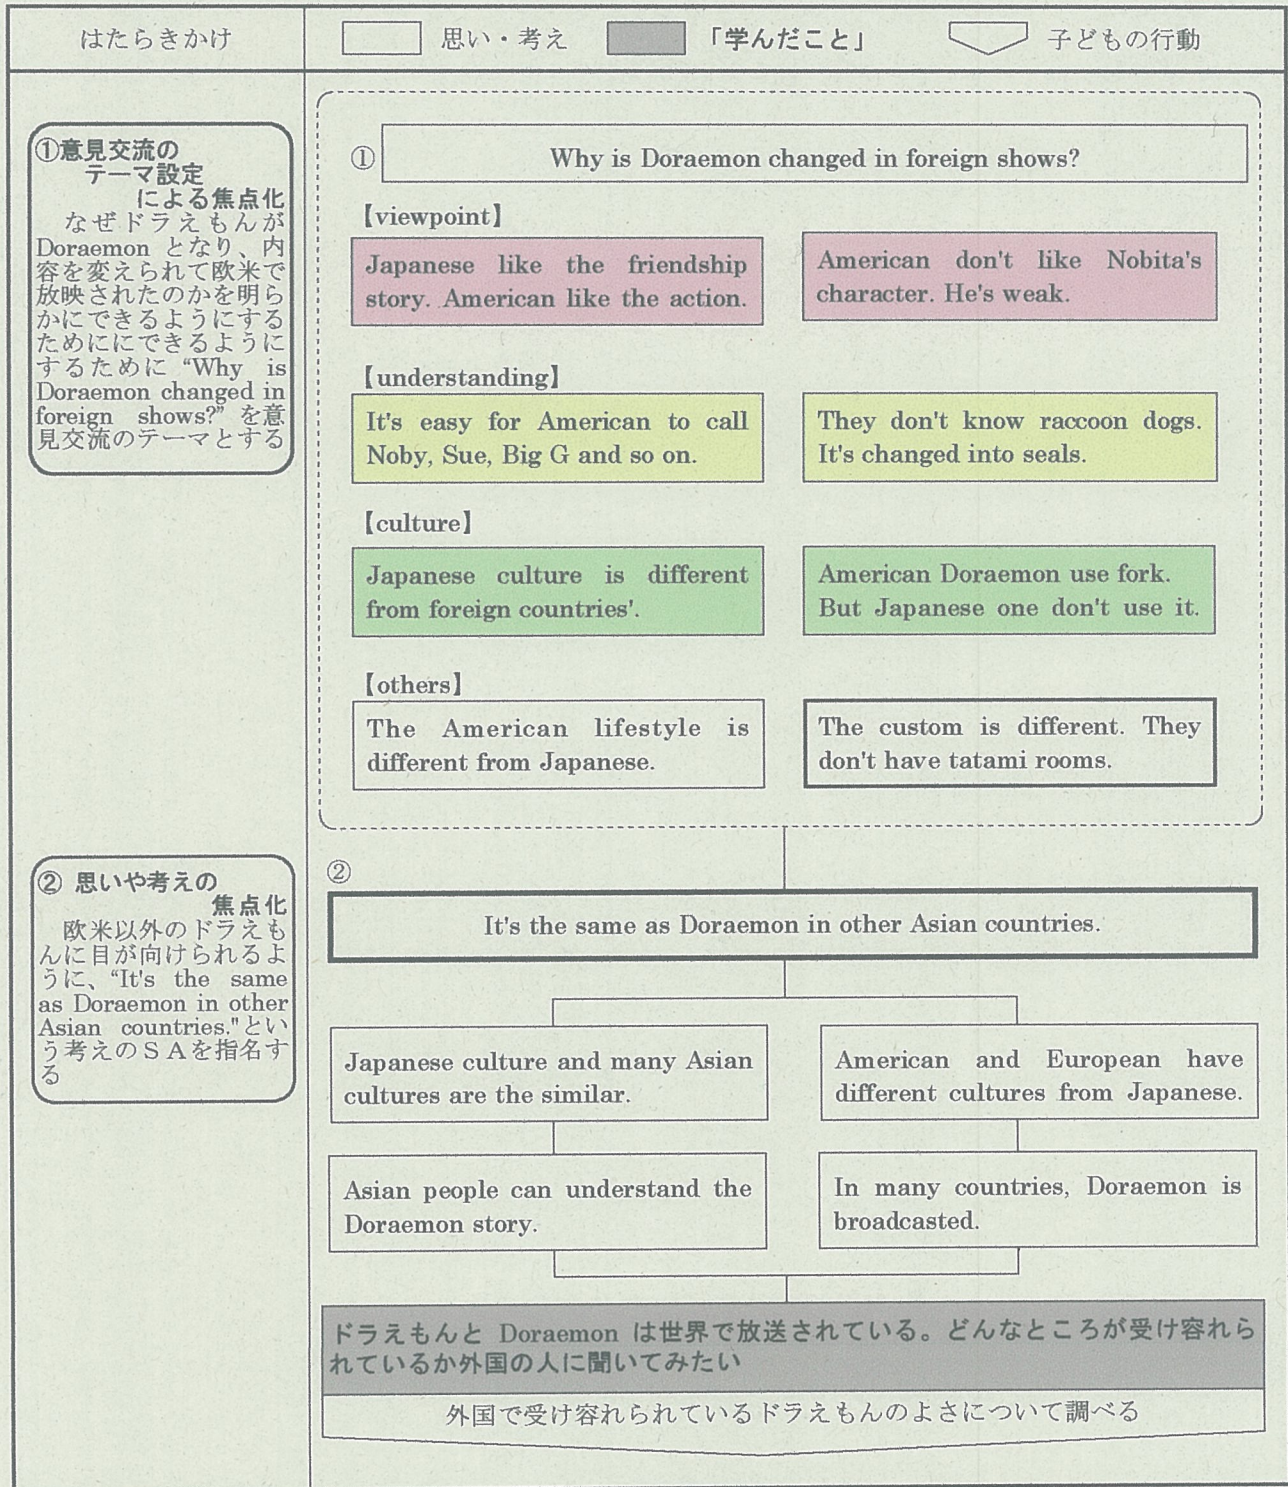 はたらきかけ
思い・考え
「学んだこと」
子どもの行動
①意見交流の
テーマ設定
による焦点化
なぜドラえもんが
Doraemon となり、内
容を変えられて欧米で
放映されたのかを明ら
かにできるようにする
ためににできるように
するために “Why is
Doraemon changed in
foreign shows?” を意
見交流のテーマとする
①
Why is Doraemon changed in foreign shows?
【viewpoint】
Japanese like the friendship
story. American like the action.
American don't like Nobita's
character. He's weak.
【understanding】
It's easy for American to call
Noby, Sue, Big G and so on.
They don't know raccoon dogs.
It's changed into seals.
【culture】
Japanese culture is different
from foreign countries'.
American Doraemon use fork.
But Japanese one don't use it.
【others】
The American lifestyle is
different from Japanese.
The custom is different. They
don't have tatami rooms.
② 思いや考えの
焦点化
欧米以外のドラえも
んに目が向けられるよ
うに、“It's the same
as Doraemon in other
Asian countries."とい
う考えのＳＡを指名す
る
②
It's the same as Doraemon in other Asian countries.
Japanese culture and many Asian
cultures are the similar.
American and European have
different cultures from Japanese.
Asian people can understand the
Doraemon story.
In many countries, Doraemon is
broadcasted.
ドラえもんと Doraemon は世界で放送されている。どんなところが受け容れら
れているか外国の人に聞いてみたい
外国で受け容れられているドラえもんのよさについて調べる